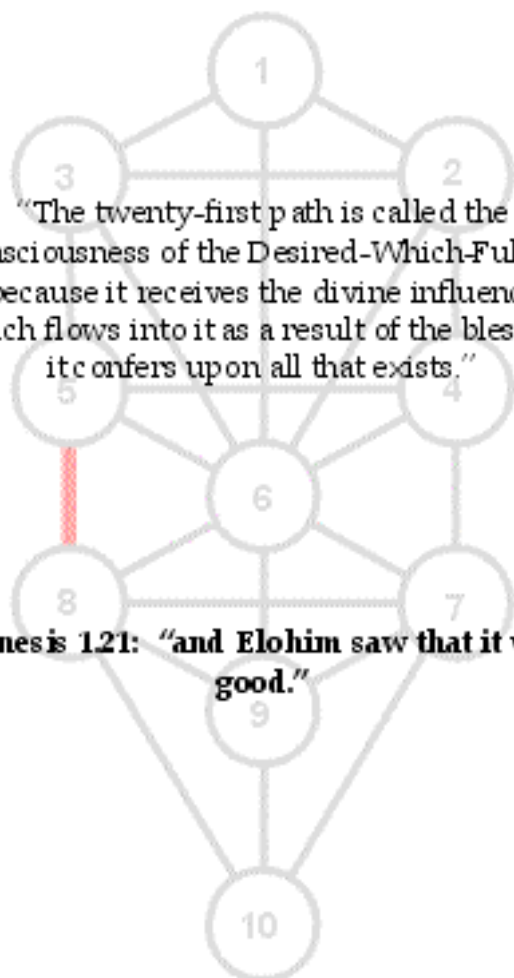 1
3 2
“The twenty-first path is called the
nsciousness of the Desired-Which-Ful
because it receives the divine influenc
ch flows into it as a result of the bles
it confers upon all that exists.”
5 4
6
8 7
nesis 1.21: “and Elohim saw that it w
good.”
9
10